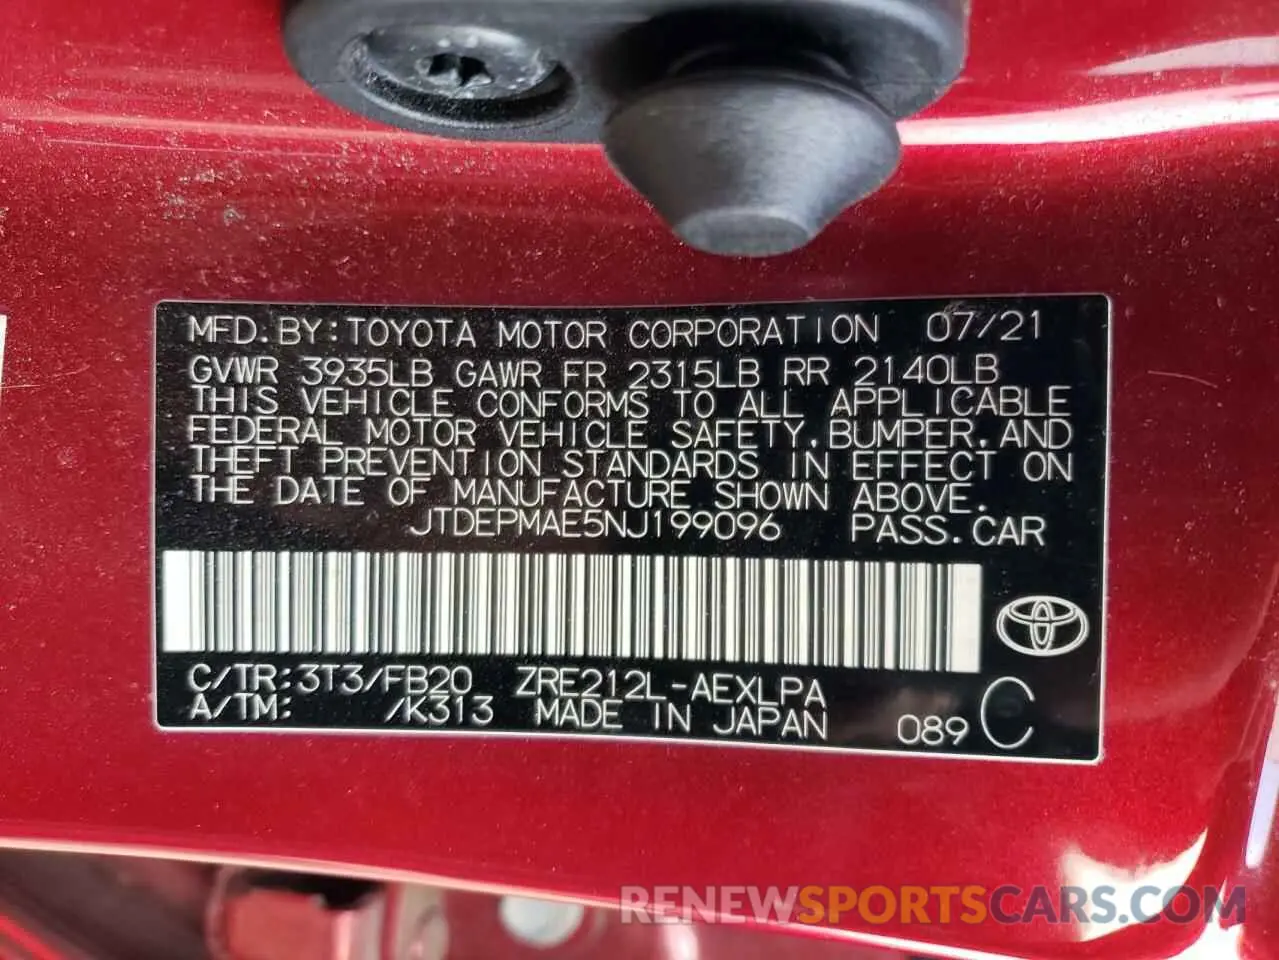 MFD. BY: TOYOTA MOTOR CORPORATION 07/21
GVWR 3935LB GAWR FR 2315LB RR 2140LB
THIS VEHICLE CONFORMS TO ALL APPLICABLE
FEDERAL MOTOR VEHICLE SAFETY, BUMPER, AND
THEFT PREVENTION STANDARDS IN EFFECT ON
THE DATE OF MANUFACTURE SHOWN ABOVE.
JTDEPMAE5NJ199096 PASS. CAR
C/TR: 3T3/FB20 ZRE212L-AEXLPA
A/TM: /K313 MADE IN JAPAN 089 C
RENEWSPORTSCARS.COM